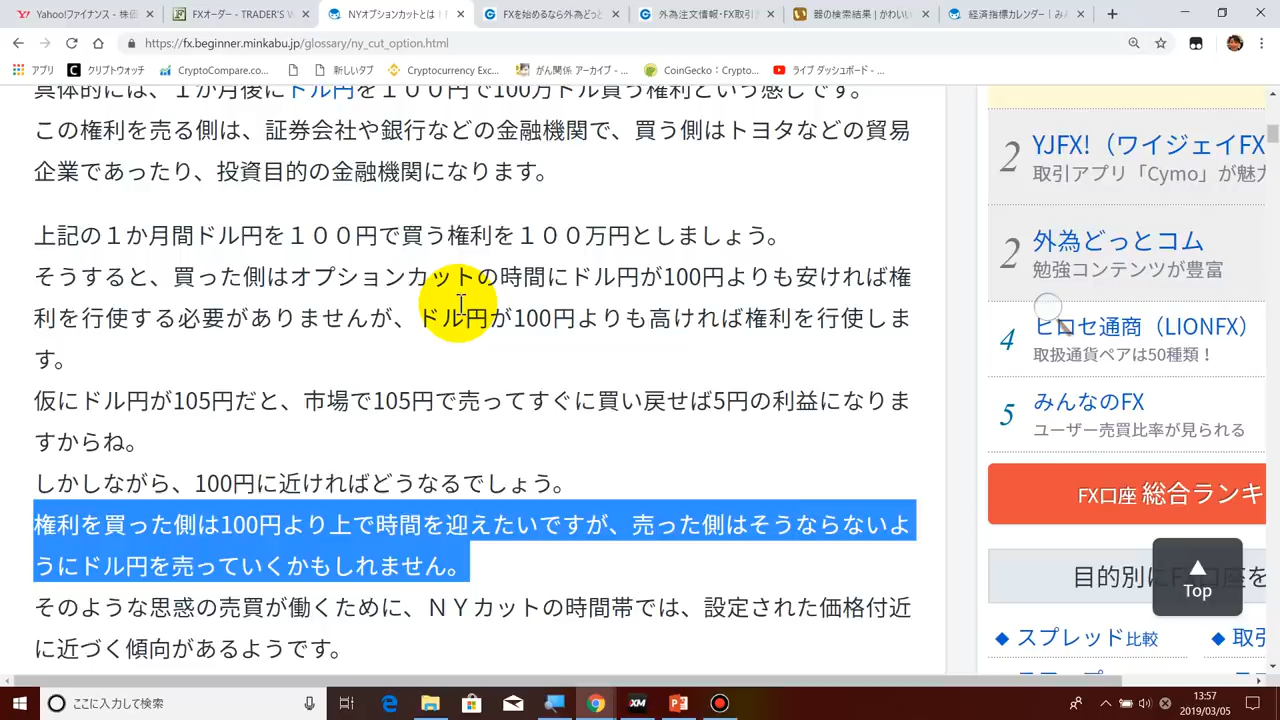 Yahoo!ファイナンス - 株価
FXオーダー - TRADER'S W
NYオプションカットとは
FXを始めるなら外為どっと
外為注文情報･FX取引
器の検索結果 | かわいい
経済指標カレンダー｜みん
https://fx.beginner.minkabu.jp/glossary/ny_cut_option.html
アプリ
クリプトウォッチ
CryptoCompare.co...
新しいタブ
Cryptocurrency Exc...
がん関係 アーカイブ - ...
CoinGecko：Crypto...
ライブ ダッシュボード - ...
具体的には、１か月後にドル円を１００円で100万ドル買う権利という感じです。
この権利を売る側は、証券会社や銀行などの金融機関で、買う側はトヨタなどの貿易
企業であったり、投資目的の金融機関になります。
上記の１か月間ドル円を１００円で買う権利を１００万円としましょう。
そうすると、買った側はオプションカットの時間にドル円が100円よりも安ければ権
利を行使する必要がありませんが、ドル円が100円よりも高ければ権利を行使しま
す。
仮にドル円が105円だと、市場で105円で売ってすぐに買い戻せば5円の利益になりま
すからね。
しかしながら、100円に近ければどうなるでしょう。
権利を買った側は100円より上で時間を迎えたいですが、売った側はそうならないよ
うにドル円を売っていくかもしれません。
そのような思惑の売買が働くために、ＮＹカットの時間帯では、設定された価格付近
に近づく傾向があるようです。
2
YJFX!（ワイジェイFX
取引アプリ「Cymo」が魅力
2
外為どっとコム
勉強コンテンツが豊富
4
ヒロセ通商（LIONFX）
取扱通貨ペアは50種類！
5
みんなのFX
ユーザー売買比率が見られる
FX口座 総合ランキ
目的別にFX口座を
Top
◆ スプレッド比較
◆ 取引
ここに入力して検索
XM
13:57
2019/03/05